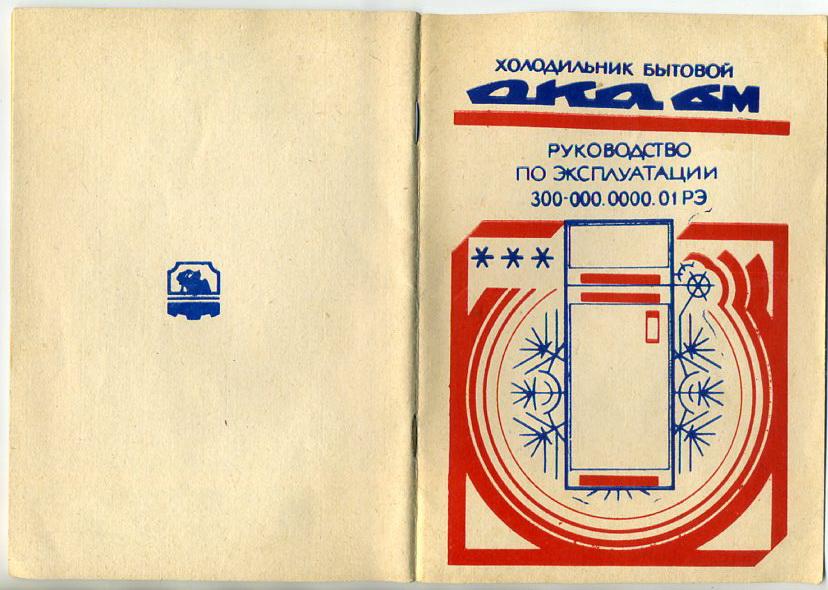 ХОЛОДИЛЬНИК БЫТОВОЙ
ОКА 6М
РУКОВОДСТВО
ПО ЭКСПЛУАТАЦИИ
300-000.0000.01 РЭ